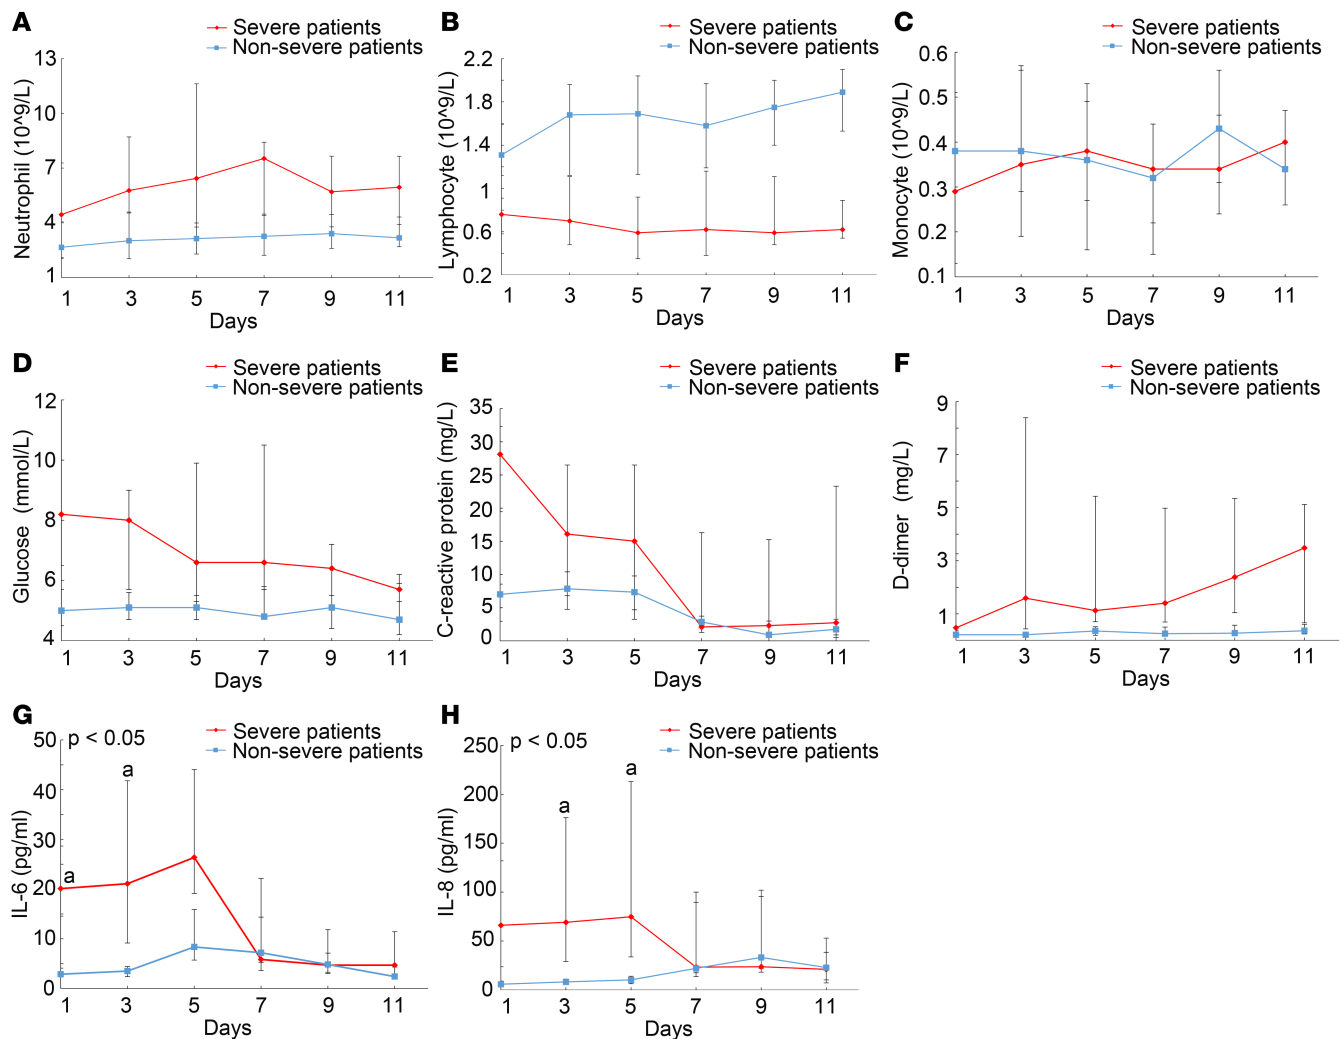 A
Severe patients
Non-severe patients
Neutrophil (10^9/L)
13
10
7
4
1
1 3 5 7 9 11
Days
B
Severe patients
Non-severe patients
Lymphocyte (10^9/L)
2.2
1.8
1.4
1
0.6
0.2
1 3 5 7 9 11
Days
C
Severe patients
Non-severe patients
Monocyte (10^9/L)
0.6
0.5
0.4
0.3
0.2
0.1
1 3 5 7 9 11
Days
D
Severe patients
Non-severe patients
Glucose (mmol/L)
12
10
8
6
4
1 3 5 7 9 11
Days
E
Severe patients
Non-severe patients
C-reactive protein (mg/L)
35
30
25
20
15
10
5
0
1 3 5 7 9 11
Days
F
Severe patients
Non-severe patients
D-dimer (mg/L)
9
7
5
3
1
1 3 5 7 9 11
Days
G
Severe patients
Non-severe patients
p < 0.05
a
a
IL-6 (pg/ml)
50
40
30
20
10
0
1 3 5 7 9 11
Days
H
Severe patients
Non-severe patients
p < 0.05
a
a
IL-8 (pg/ml)
250
200
150
100
50
0
1 3 5 7 9 11
Days